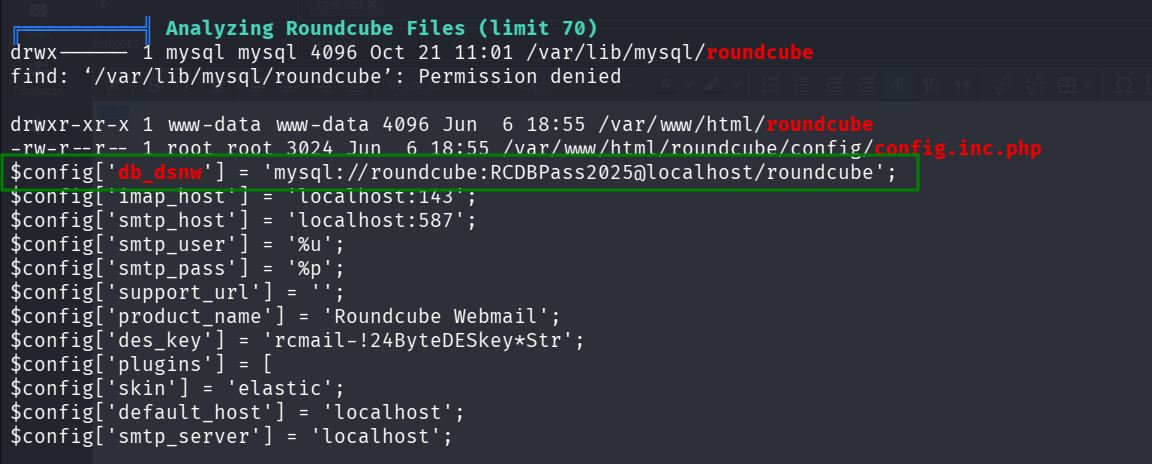 ╔══════════╣ Analyzing Roundcube Files (limit 70)
drwx------ 1 mysql mysql 4096 Oct 21 11:01 /var/lib/mysql/roundcube
find: ‘/var/lib/mysql/roundcube’: Permission denied
drwxr-xr-x 1 www-data www-data 4096 Jun  6 18:55 /var/www/html/roundcube
-rw-r--r-- 1 root root 3024 Jun  6 18:55 /var/www/html/roundcube/config/config.inc.php
$config['db_dsnw'] = 'mysql://roundcube:RCDBPass2025@localhost/roundcube';
$config['imap_host'] = 'localhost:143';
$config['smtp_host'] = 'localhost:587';
$config['smtp_user'] = '%u';
$config['smtp_pass'] = '%p';
$config['support_url'] = '';
$config['product_name'] = 'Roundcube Webmail';
$config['des_key'] = 'rcmail-!24ByteDESkey*Str';
$config['plugins'] = [
$config['skin'] = 'elastic';
$config['default_host'] = 'localhost';
$config['smtp_server'] = 'localhost';